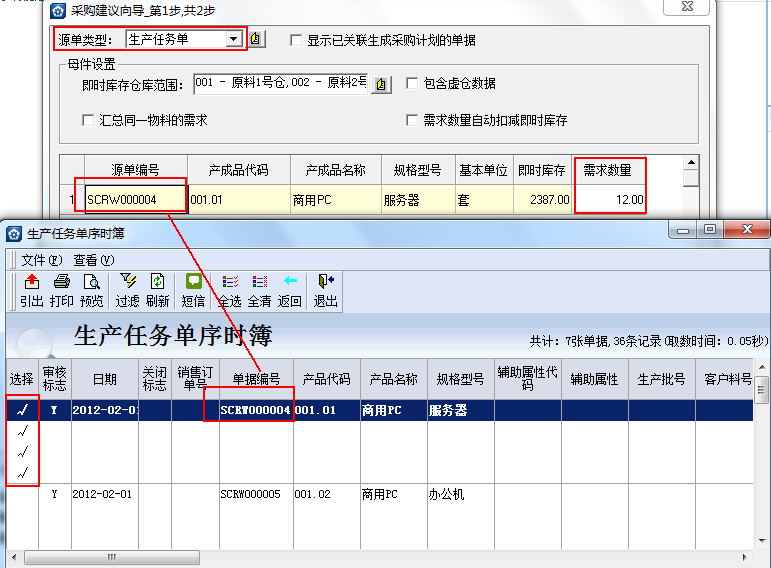 采购建议向导_第1步,共2步
源单类型: 生产任务单 显示已关联生成采购计划的单据
母件设置
即时库存仓库范围: 001 - 原料1号仓,002 - 原料2号 包含虚仓数据
汇总同一物料的需求 需求数量自动扣减即时库存
源单编号 产成品代码 产成品名称 规格型号 基本单位 即时库存 需求数量
1 SCRW000004 001.01 商用PC 服务器 套 2387.00 12.00
生产任务单序时簿
文件(F) 查看(V)
引出 打印 预览 过滤 刷新 短信 全选 全清 返回 退出
生产任务单序时簿
共计: 7张单据,36条记录(取数时间: 0.05秒)
选择 审核标志 日期 关闭标志 销售订单号 单据编号 产品代码 产品名称 规格型号 辅助属性代码 辅助属性 生产批号 客户料号
√ Y 2012-02-01 SCRW000004 001.01 商用PC 服务器
√
√
√
Y 2012-02-01 SCRW000005 001.02 商用PC 办公机